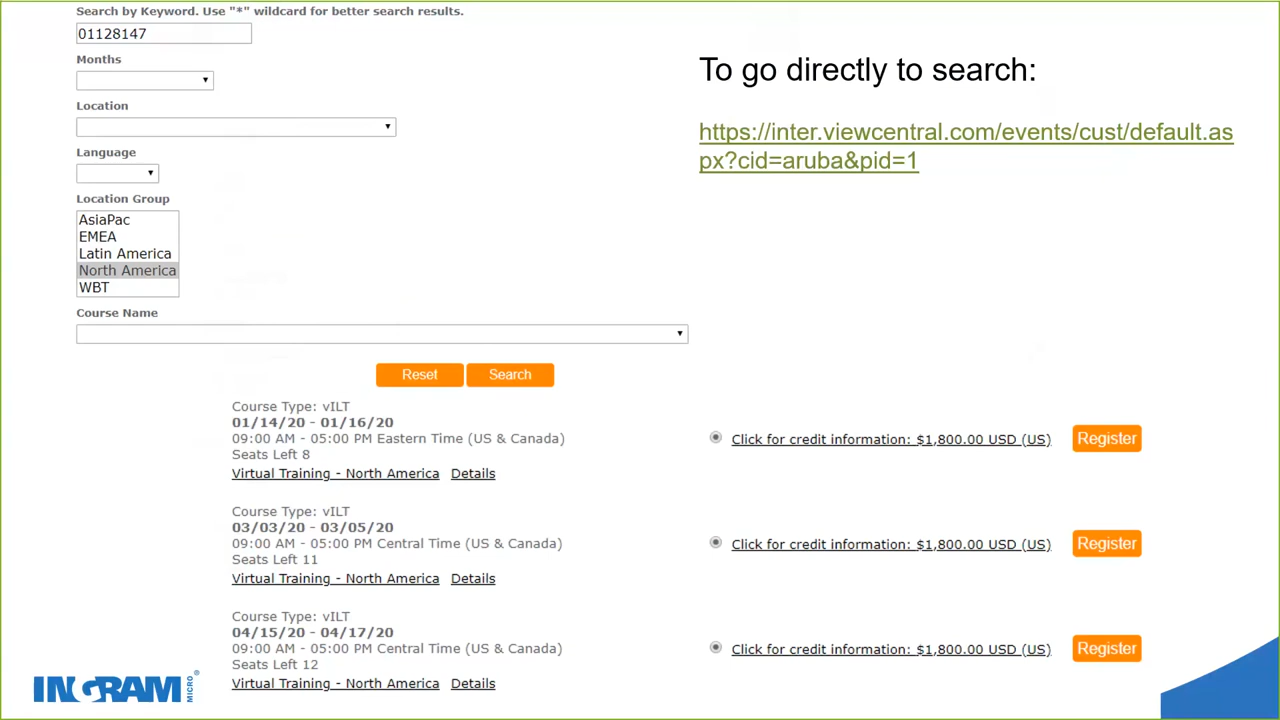 Search by Keyword. Use "*" wildcard for better search results.
01128147
Months
Location
Language
Location Group
AsiaPac
EMEA
Latin America
North America
WBT
Course Name
Reset Search
To go directly to search:
https://inter.viewcentral.com/events/cust/default.as
px?cid=aruba&pid=1
Course Type: vILT
01/14/20 - 01/16/20
09:00 AM - 05:00 PM Eastern Time (US & Canada)
Seats Left 8
Virtual Training - North America Details
Click for credit information: $1,800.00 USD (US) Register
Course Type: vILT
03/03/20 - 03/05/20
09:00 AM - 05:00 PM Central Time (US & Canada)
Seats Left 11
Virtual Training - North America Details
Click for credit information: $1,800.00 USD (US) Register
Course Type: vILT
04/15/20 - 04/17/20
09:00 AM - 05:00 PM Central Time (US & Canada)
Seats Left 12
Virtual Training - North America Details
Click for credit information: $1,800.00 USD (US) Register
INGRAM MICRO ®